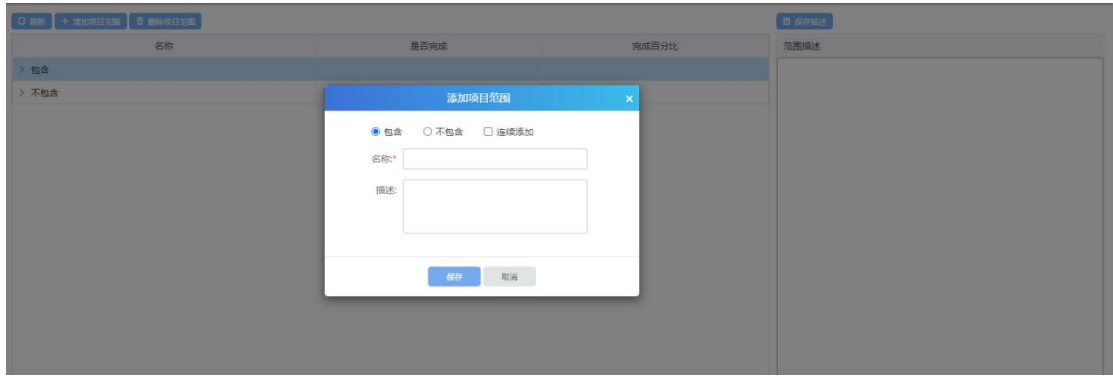 刷新 增加项目范围 删除项目范围 保存描述
名称 是否完成 完成百分比 范围描述
包含
不包含
添加项目范围 ×
包含 不包含 连续添加
名称:*
描述:
保存 取消